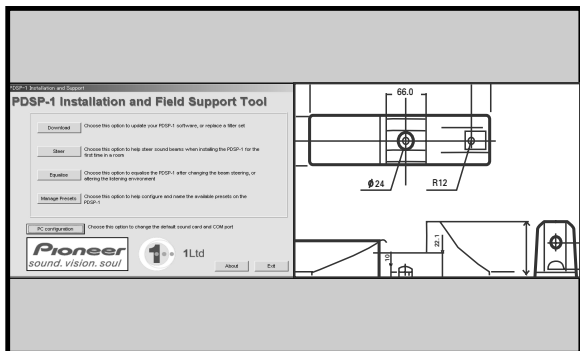 PDSP-1 Installation and Support
PDSP-1 Installation and Field Support Tool
Download
Choose this option to update your PDSP-1 software, or replace a filter set
Steer
Choose this option to help steer sound beams when installing the PDSP-1 for the
first time in a room
Equalise
Choose this option to equalise the PDSP-1 after changing the beam steering, or
altering the listening environment
Manage Presets
Choose this option to help configure and name the available presets on the
PDSP-1
PC configuration
Choose this option to change the default sound card and COM port
Pioneer
sound. vision. soul
1
1Ltd
About
Exit
66.0
ø24
R12
22.1
10